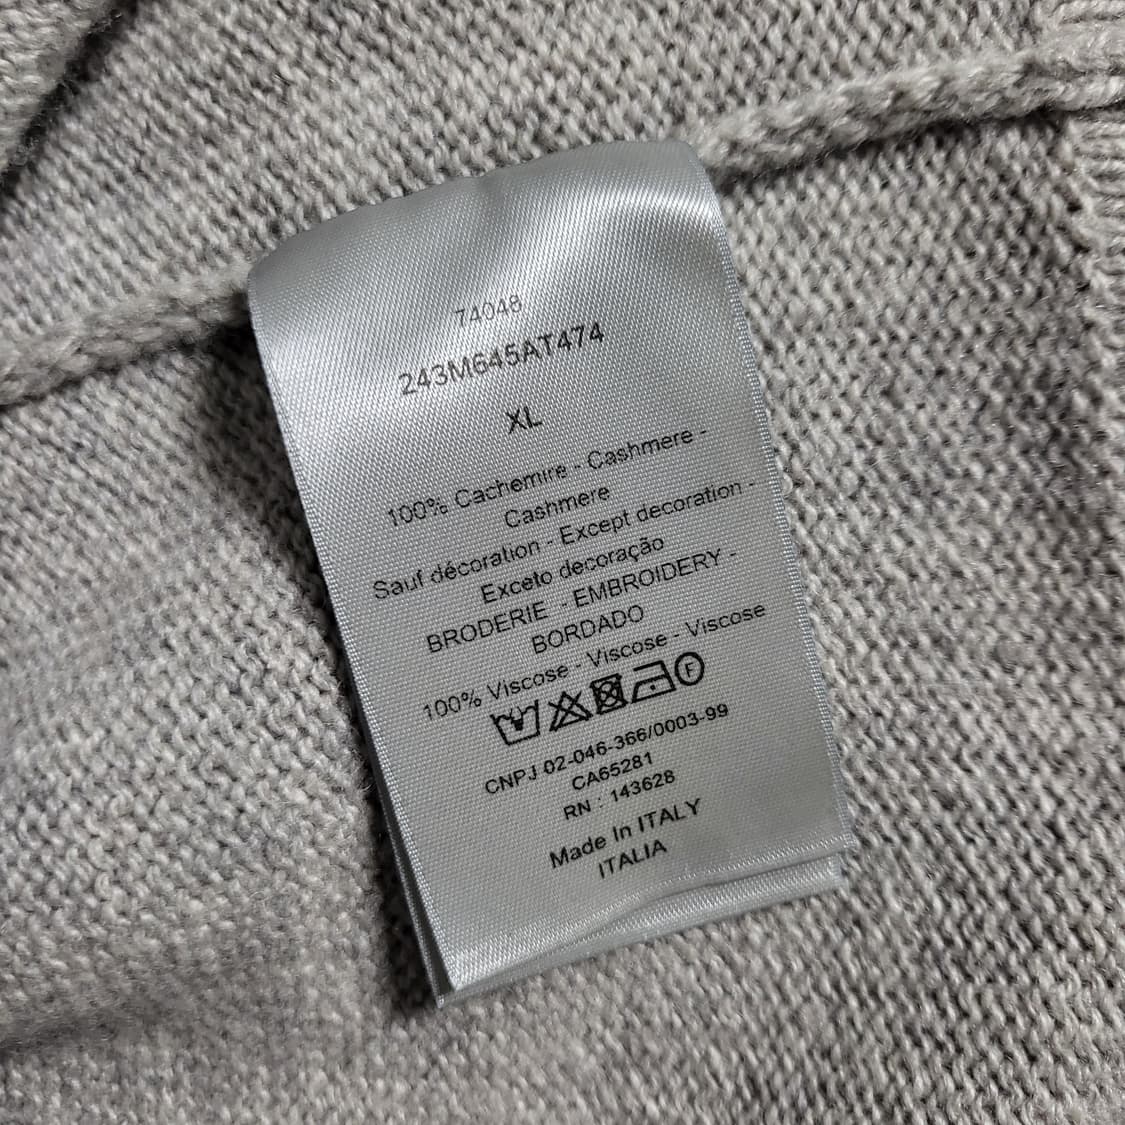 74048
243M645AT474
XL
100% Cachemire - Cashmere -
Cashmere
Sauf décoration - Except decoration -
Exceto decoração
BRODERIE - EMBROIDERY -
BORDADO
100% Viscose - Viscose - Viscose
F
CNPJ 02-046-366/0003-99
CA65281
RN : 143628
Made In ITALY
ITALIA